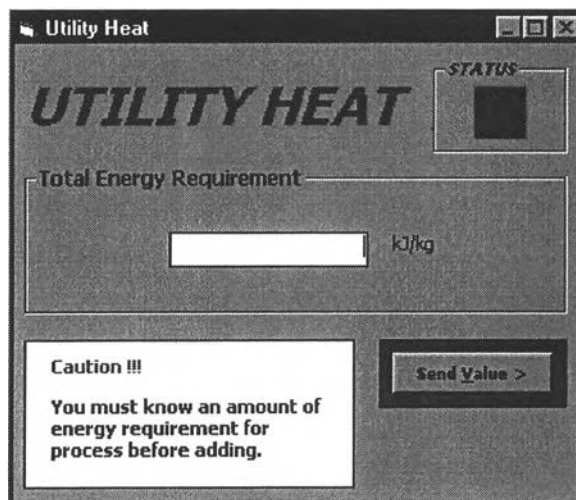 Utility Heat
STATUS
UTILITY HEAT
Total Energy Requirement
kJ/kg
Caution !!!
You must know an amount of
energy requirement for
process before adding.
Send Value >